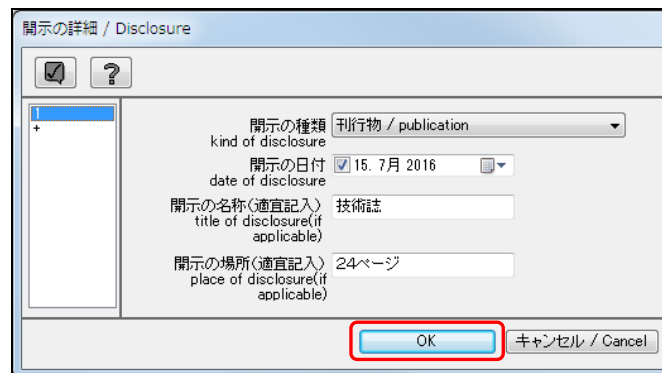 開示の詳細 / Disclosure
?
1
+
開示の種類 刊行物 / publication
kind of disclosure
開示の日付 15. 7月 2016
date of disclosure
開示の名称(適宜記入) 技術誌
title of disclosure(if
applicable)
開示の場所(適宜記入) 24ページ
place of disclosure(if
applicable)
OK キャンセル / Cancel